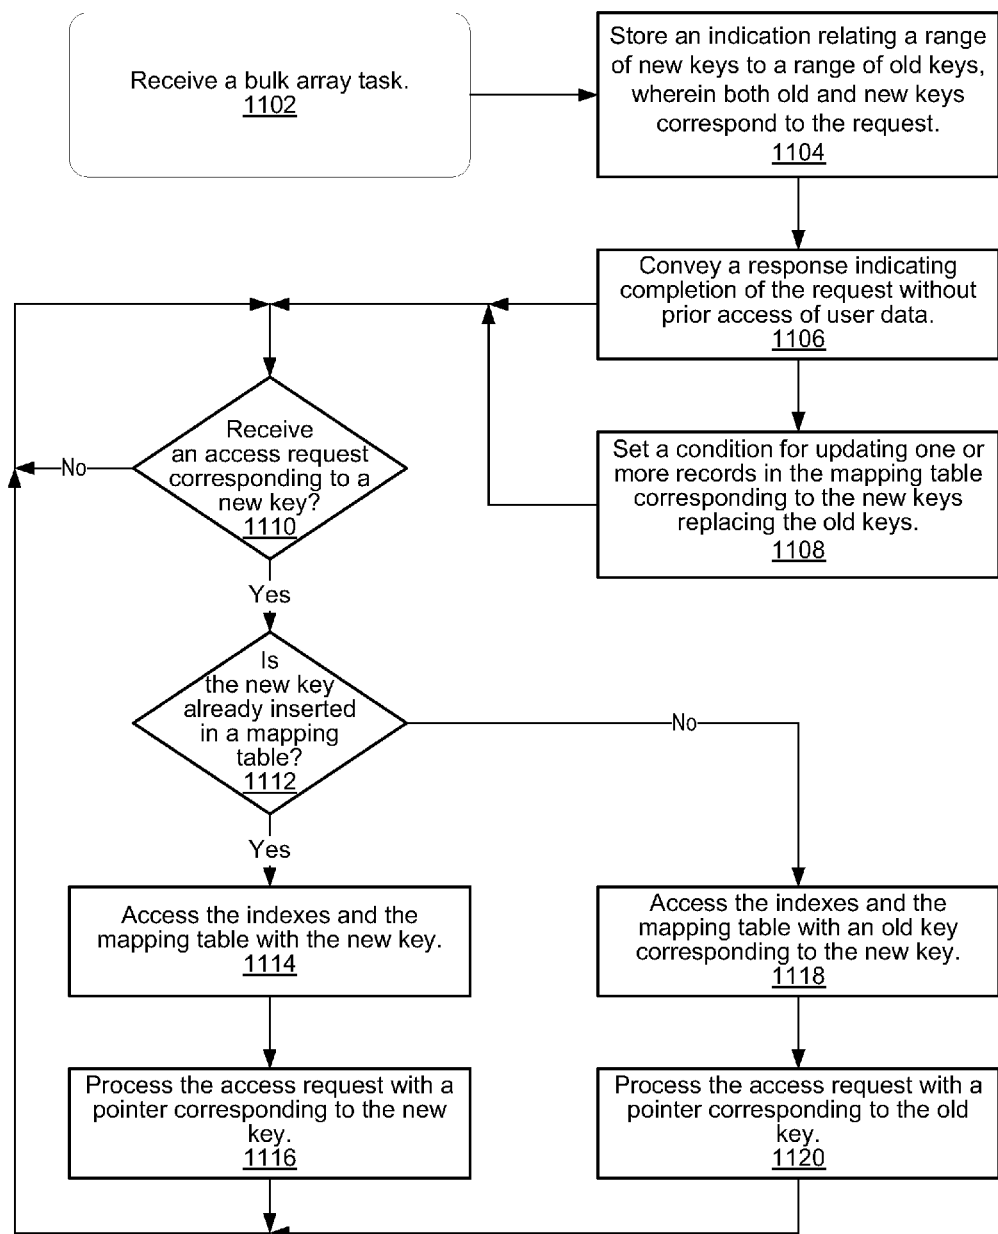 Receive a bulk array task.
1102
Store an indication relating a range
of new keys to a range of old keys,
wherein both old and new keys
correspond to the request.
1104
Convey a response indicating
completion of the request without
prior access of user data.
1106
Set a condition for updating one or
more records in the mapping table
corresponding to the new keys
replacing the old keys.
1108
Receive
an access request
corresponding to a
new key?
1110
No
Yes
Is
the new key
already inserted
in a mapping
table?
1112
No
Yes
Access the indexes and the
mapping table with the new key.
1114
Access the indexes and the
mapping table with an old key
corresponding to the new key.
1118
Process the access request with a
pointer corresponding to the new
key.
1116
Process the access request with a
pointer corresponding to the old
key.
1120